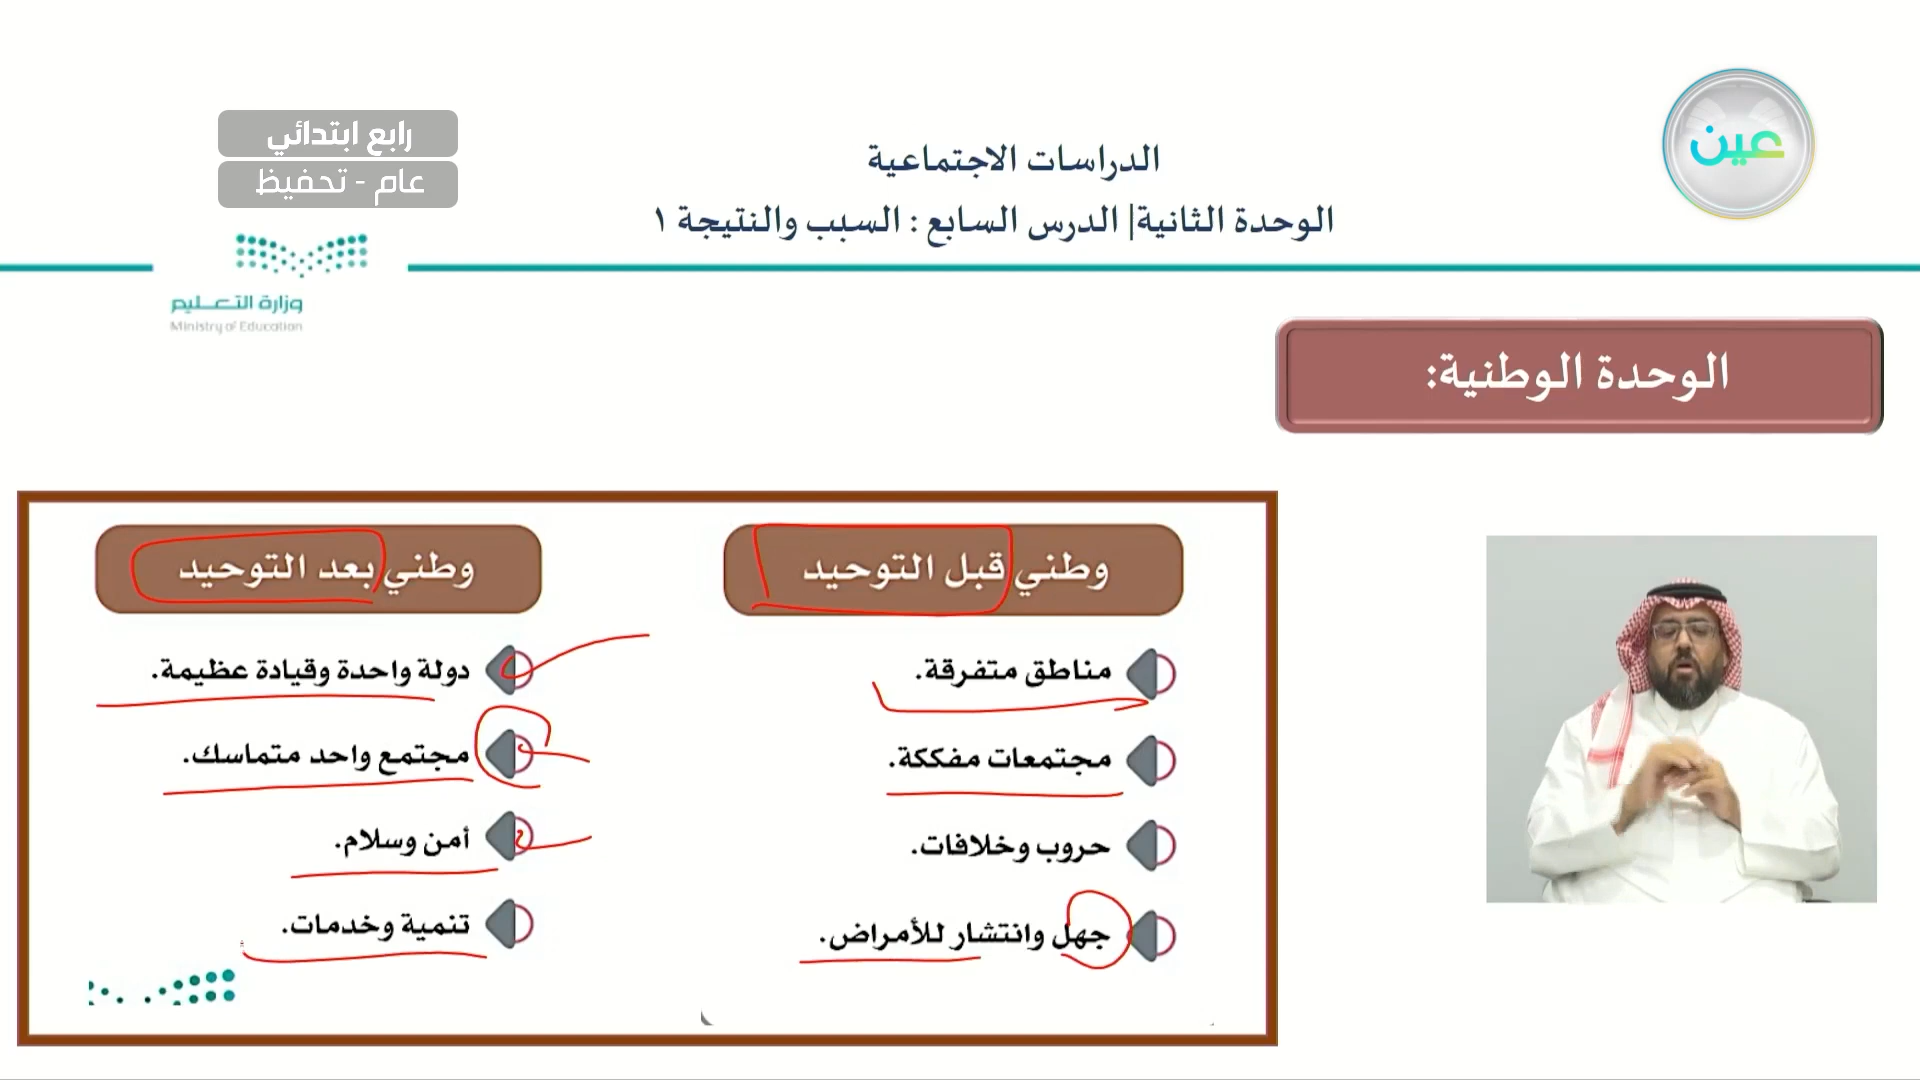 عين
الدراسات الاجتماعية
الوحدة الثانية| الدرس السابع : السبب والنتيجة ١
رابع ابتدائي
عام - تحفيظ
وزارة التعـــليم
Ministry of Education
الوحدة الوطنية:
وطني قبل التوحيد
مناطق متفرقة.
مجتمعات مفككة.
حروب وخلافات.
جهل وانتشار للأمراض.
وطني بعد التوحيد
دولة واحدة وقيادة عظيمة.
مجتمع واحد متماسك.
أمن وسلام.
تنمية وخدمات.